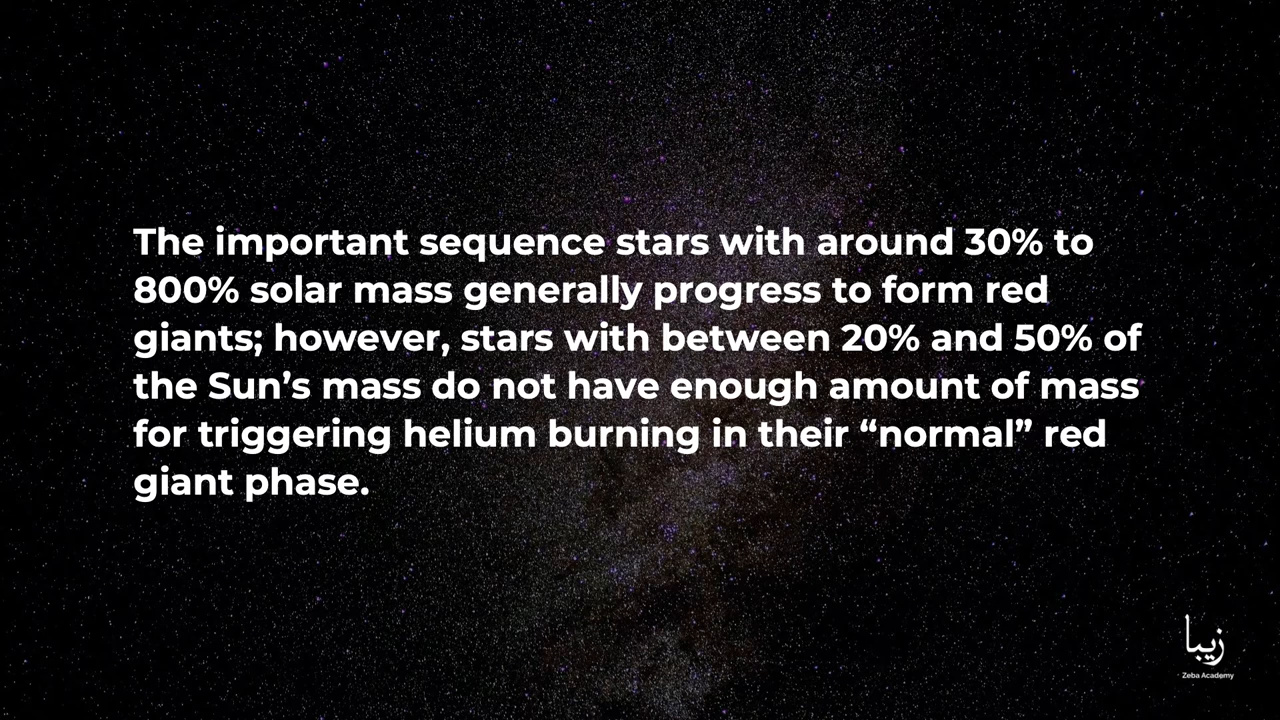 The important sequence stars with around 30% to
800% solar mass generally progress to form red
giants; however, stars with between 20% and 50% of
the Sun’s mass do not have enough amount of mass
for triggering helium burning in their “normal” red
giant phase.
زيبا
Zeba Academy